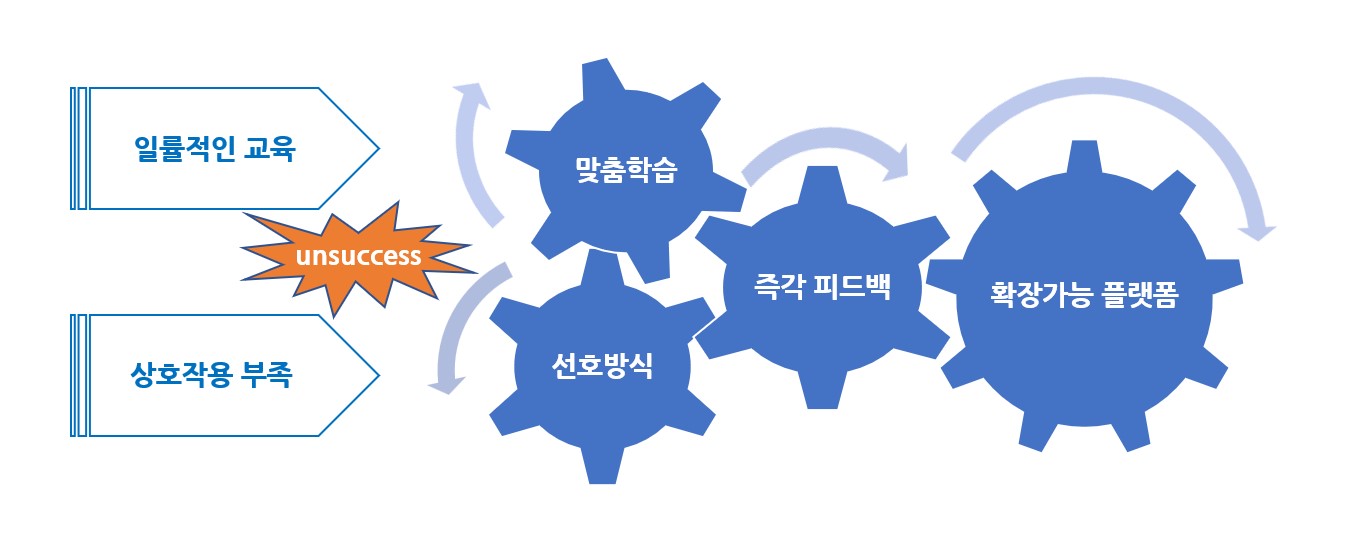 일률적인 교육
unsuccess
상호작용 부족
맞춤학습
선호방식
즉각 피드백
확장가능 플랫폼